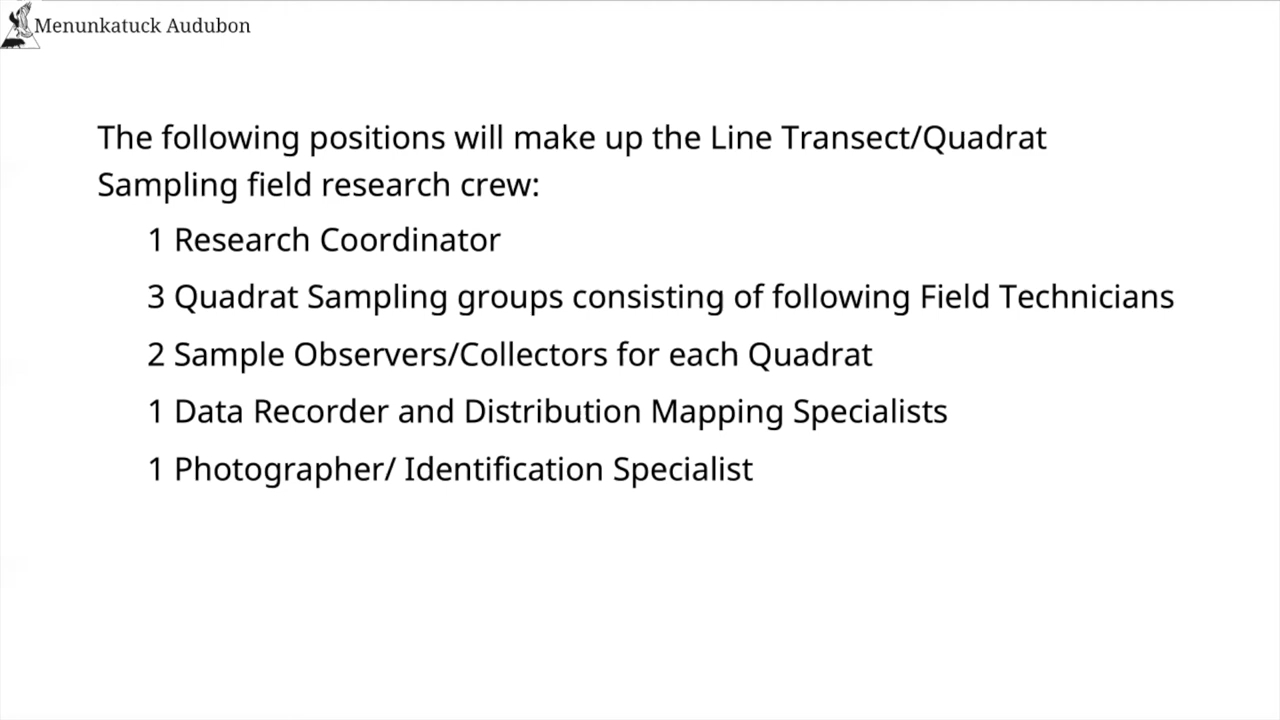 Menunkatuck Audubon
The following positions will make up the Line Transect/Quadrat
Sampling field research crew:
1 Research Coordinator
3 Quadrat Sampling groups consisting of following Field Technicians
2 Sample Observers/Collectors for each Quadrat
1 Data Recorder and Distribution Mapping Specialists
1 Photographer/ Identification Specialist